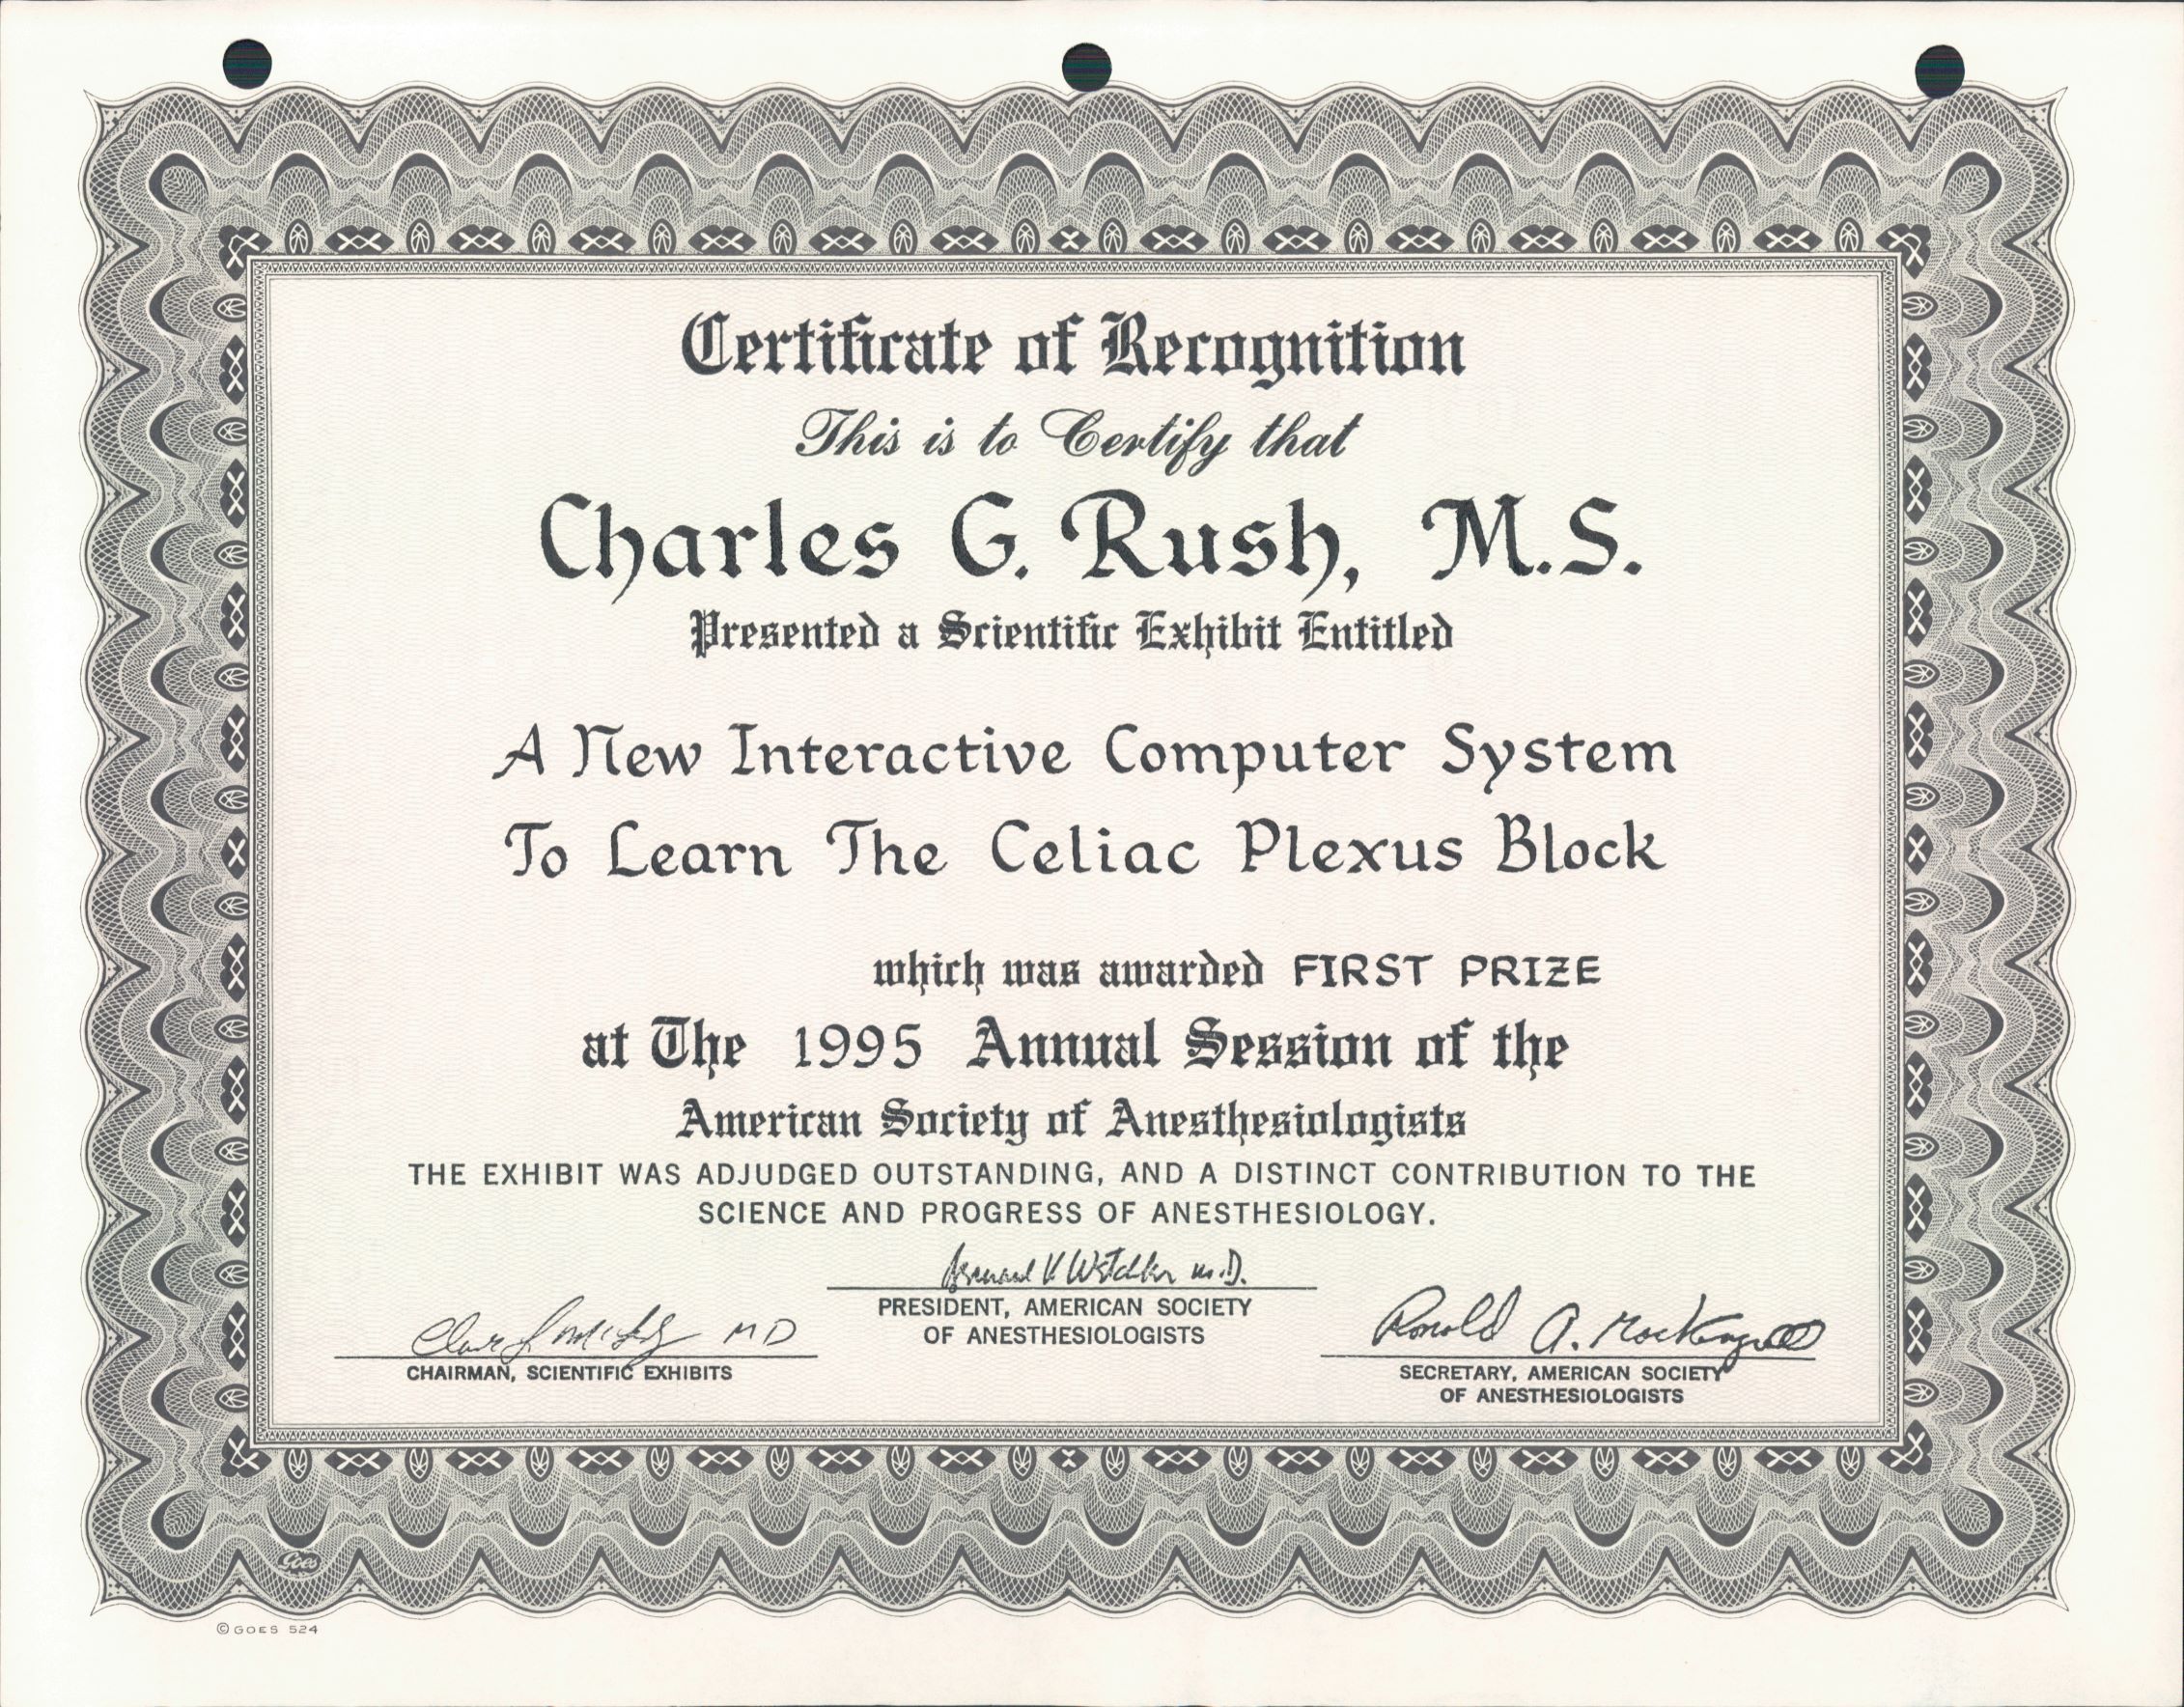 Certificate of Recognition
This is to Certify that
Charles G. Rush, M.S.
Presented a Scientific Exhibit Entitled
A New Interactive Computer System
To Learn The Celiac Plexus Block
which was awarded FIRST PRIZE
at The 1995 Annual Session of the
American Society of Anesthesiologists
THE EXHIBIT WAS ADJUDGED OUTSTANDING, AND A DISTINCT CONTRIBUTION TO THE
SCIENCE AND PROGRESS OF ANESTHESIOLOGY.
M.D.
PRESIDENT, AMERICAN SOCIETY
OF ANESTHESIOLOGISTS
MD
CHAIRMAN, SCIENTIFIC EXHIBITS
Ronald A.
SECRETARY, AMERICAN SOCIETY
OF ANESTHESIOLOGISTS
Goes
© GOES 524